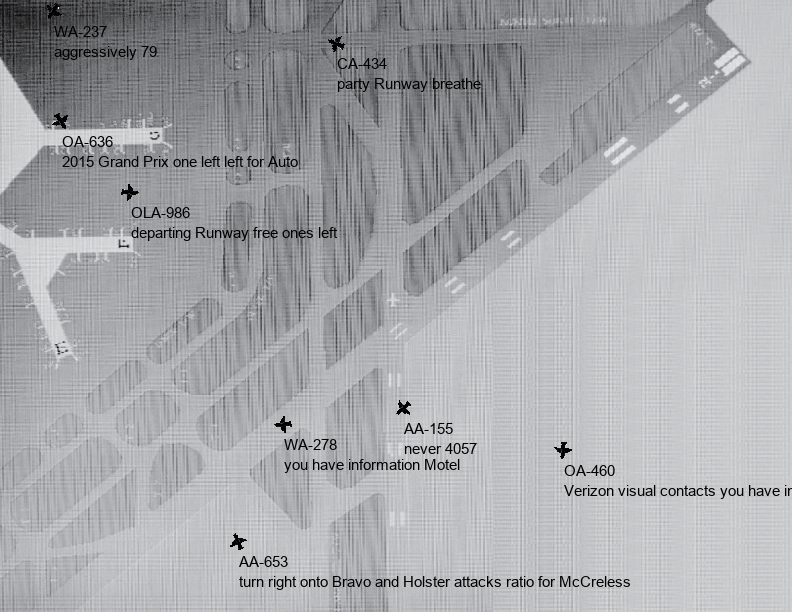 WA-237
aggressively 79
CA-434
party Runway breathe
OA-636
2015 Grand Prix one left left for Auto
OLA-986
departing Runway free ones left
AA-155
never 4057
WA-278
you have information Motel
OA-460
Verizon visual contacts you have in
AA-653
turn right onto Bravo and Holster attacks ratio for McCreless